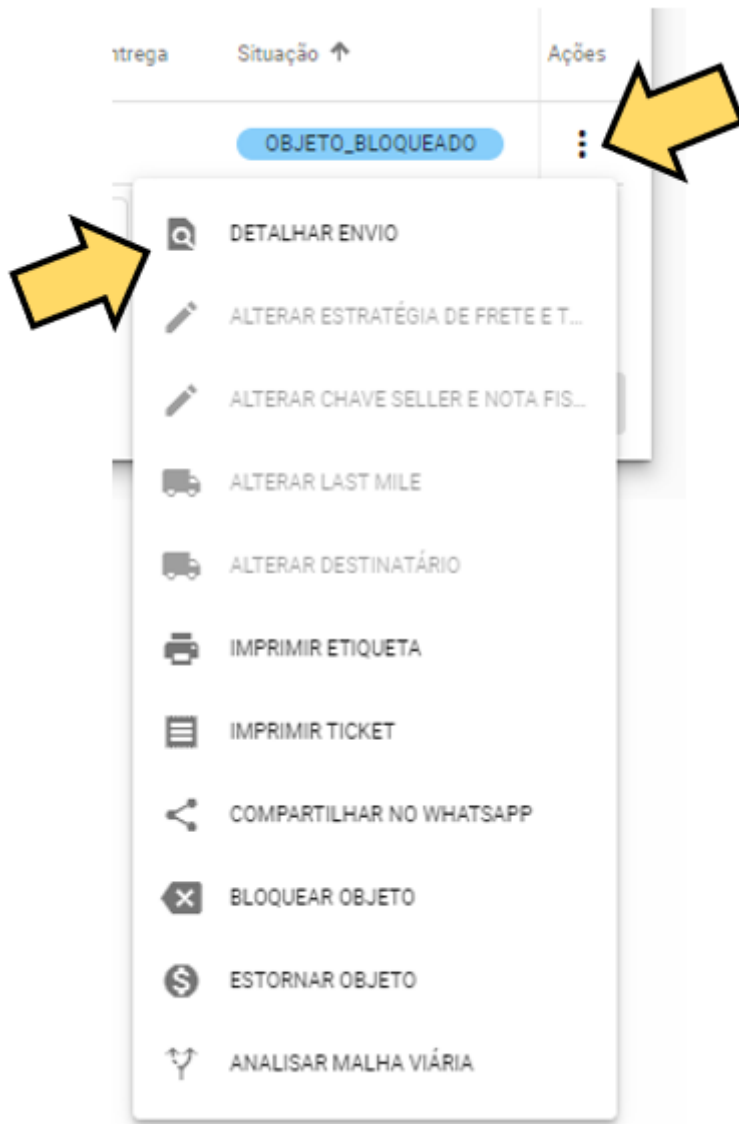 ntrega Situação Ações
OBJETO_BLOQUEADO
DETALHAR ENVIO
ALTERAR ESTRATÉGIA DE FRETE E T...
ALTERAR CHAVE SELLER E NOTA FIS...
ALTERAR LAST MILE
ALTERAR DESTINATÁRIO
IMPRIMIR ETIQUETA
IMPRIMIR TICKET
COMPARTILHAR NO WHATSAPP
BLOQUEAR OBJETO
ESTORNAR OBJETO
ANALISAR MALHA VIÁRIA